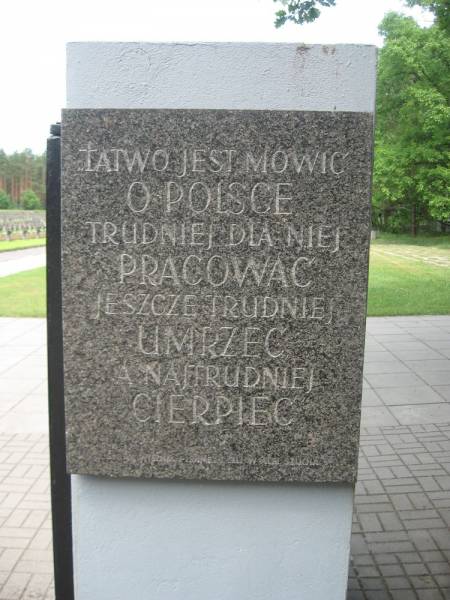 ŁATWO JEST MÓWIĆ
O POLSCE
TRUDNIEJ DLA NIEJ
PRACOWAĆ
JESZCZE TRUDNIEJ
UMRZEĆ
A NAJTRUDNIEJ
CIERPIEĆ